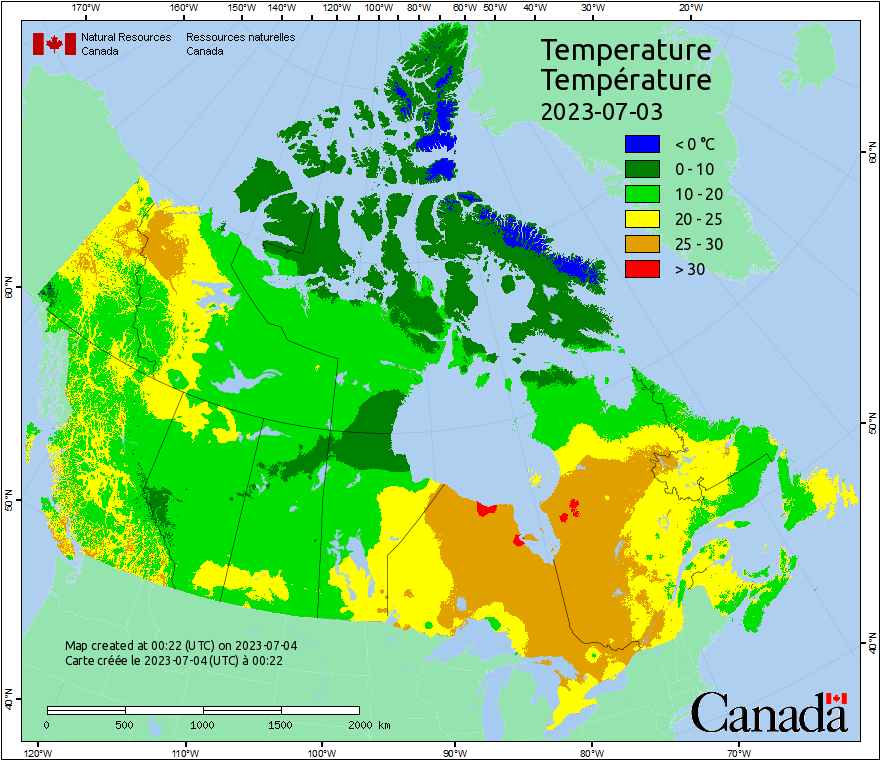 170°W 160°W 150°W 140°W 130°W 120°W 110°W 100°W 90°W 80°W 70°W 60°W 50°W 40°W 30°W 20°W
Natural Resources Ressources naturelles
Canada Canada
Temperature
Température
2023-07-03
< 0 °C
0 - 10
10 - 20
20 - 25
25 - 30
> 30
60°N
60°N
50°N
50°N
40°N
40°N
Map created at 00:22 (UTC) on 2023-07-04
Carte créée le 2023-07-04 (UTC) à 00:22
0 500 1000 1500 2000 km
Canada
120°W 110°W 100°W 90°W 80°W 70°W